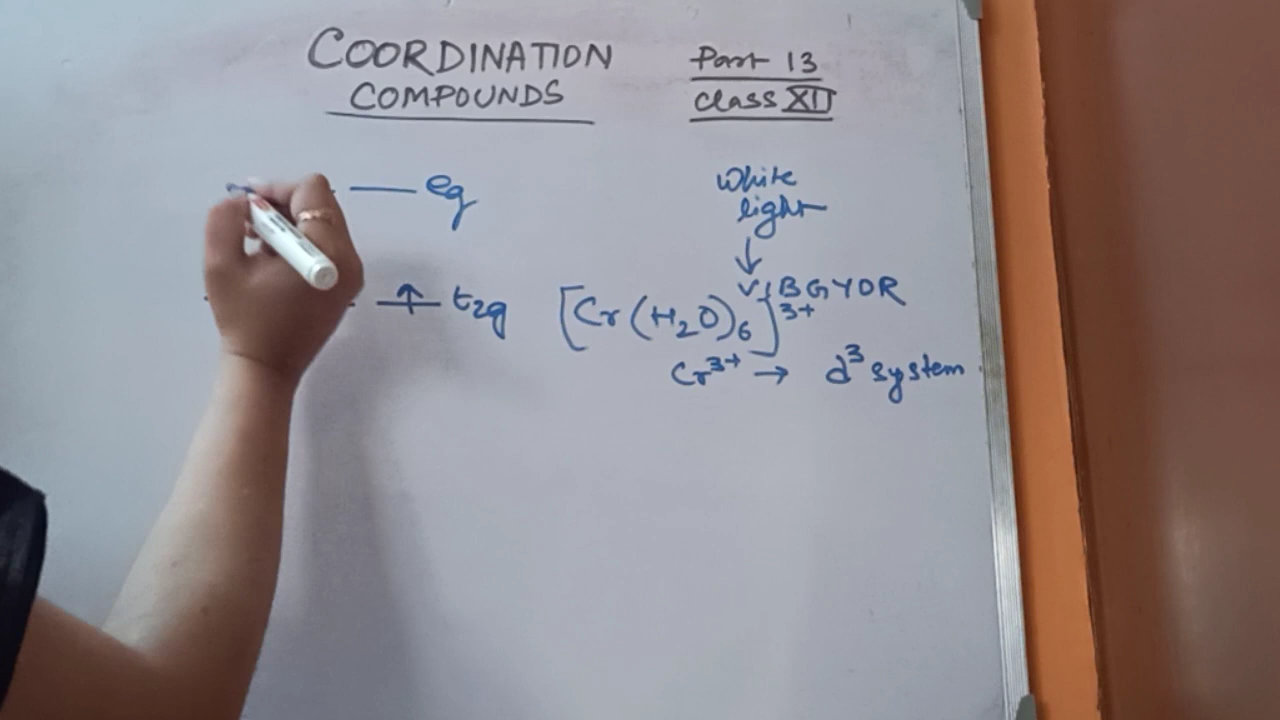 COORDINATION
COMPOUNDS
Part 13
Class XII
eg
t₂g
White
light
↓
VIBGYOR
[Cr(H₂O)₆]³⁺
Cr³⁺ → d³ system